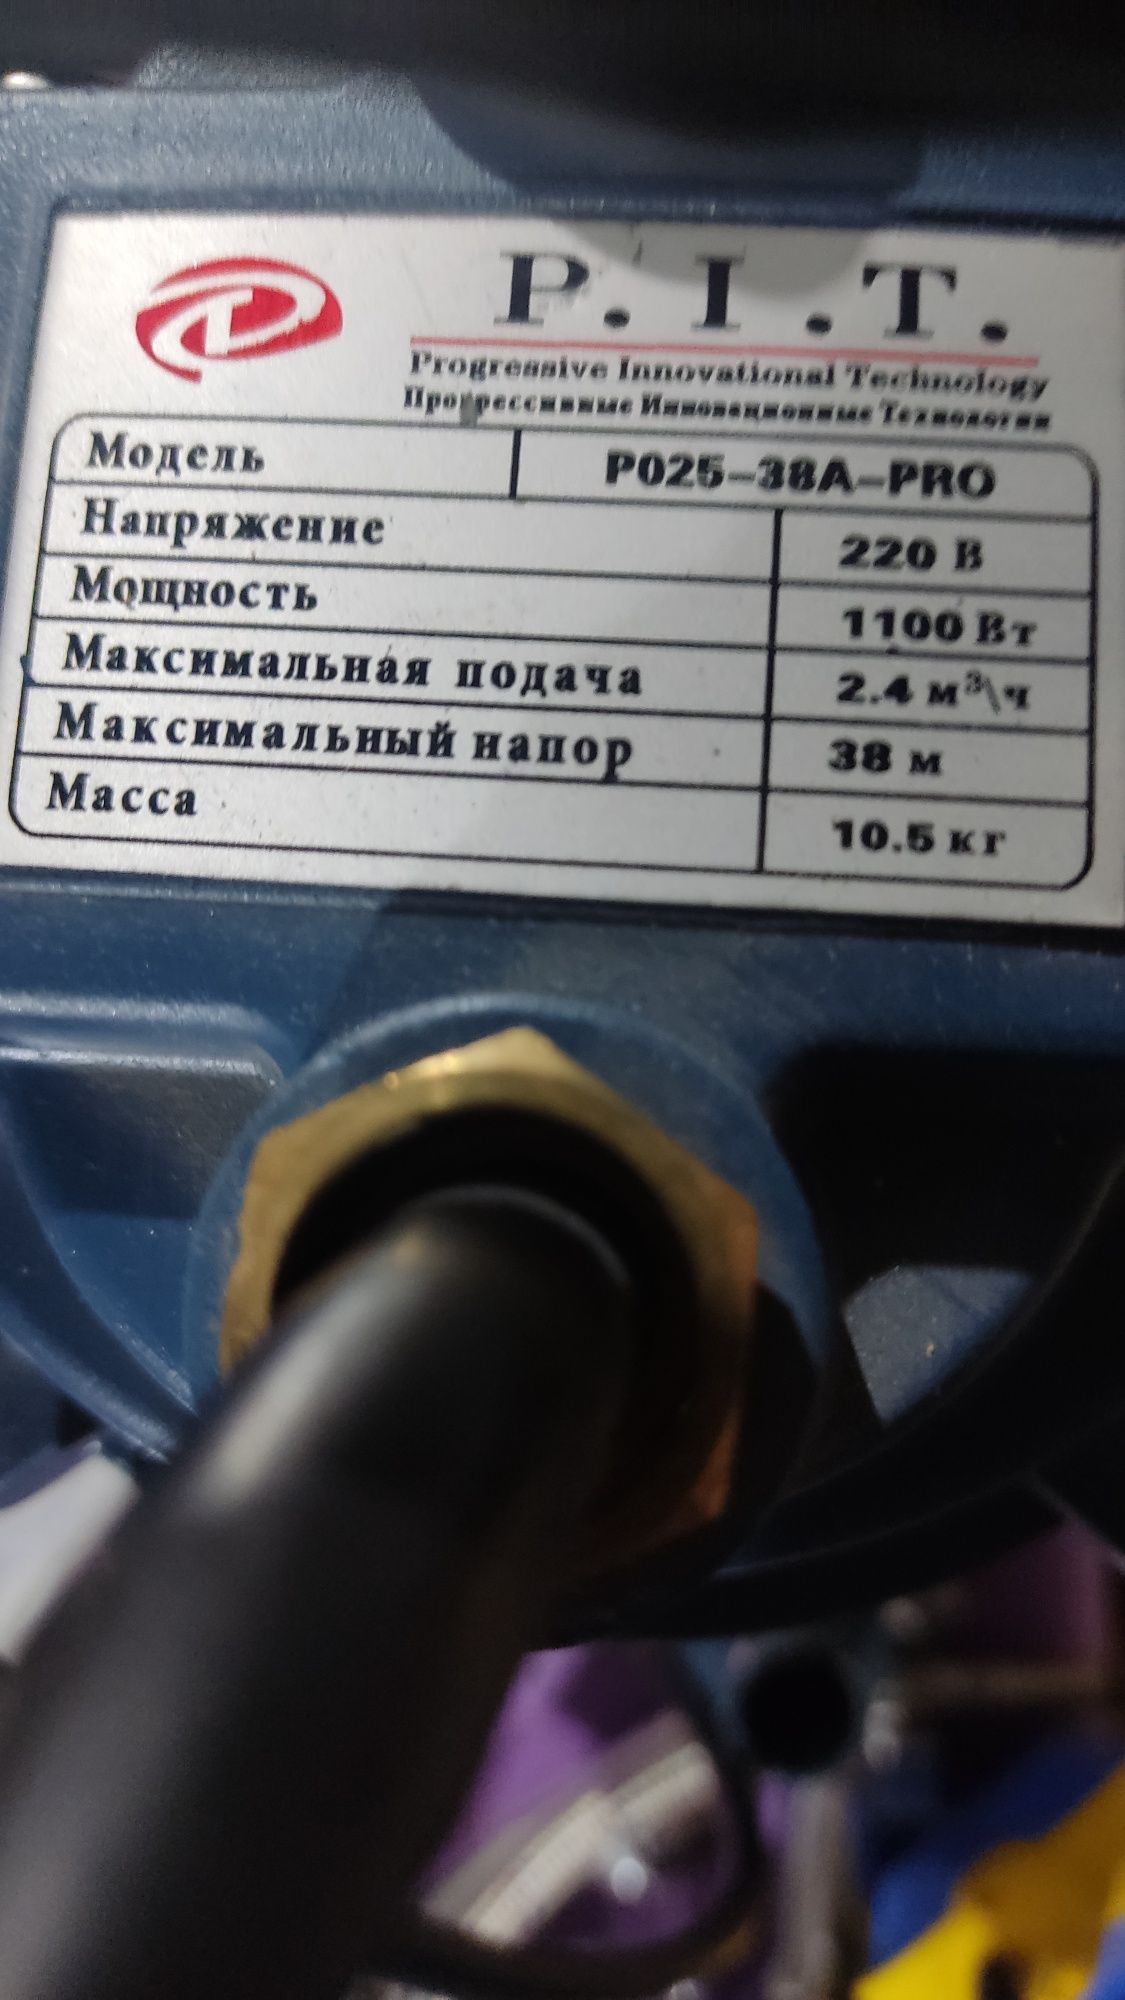 P.I.T.
Progressive Innovational Technology
Прогрессивные Инновационные Технологии
Модель P025-38A-PRO
Напряжение 220 В
Мощность 1100 Вт
Максимальная подача 2.4 м³\ч
Максимальный напор 38 м
Масса 10.5 кг